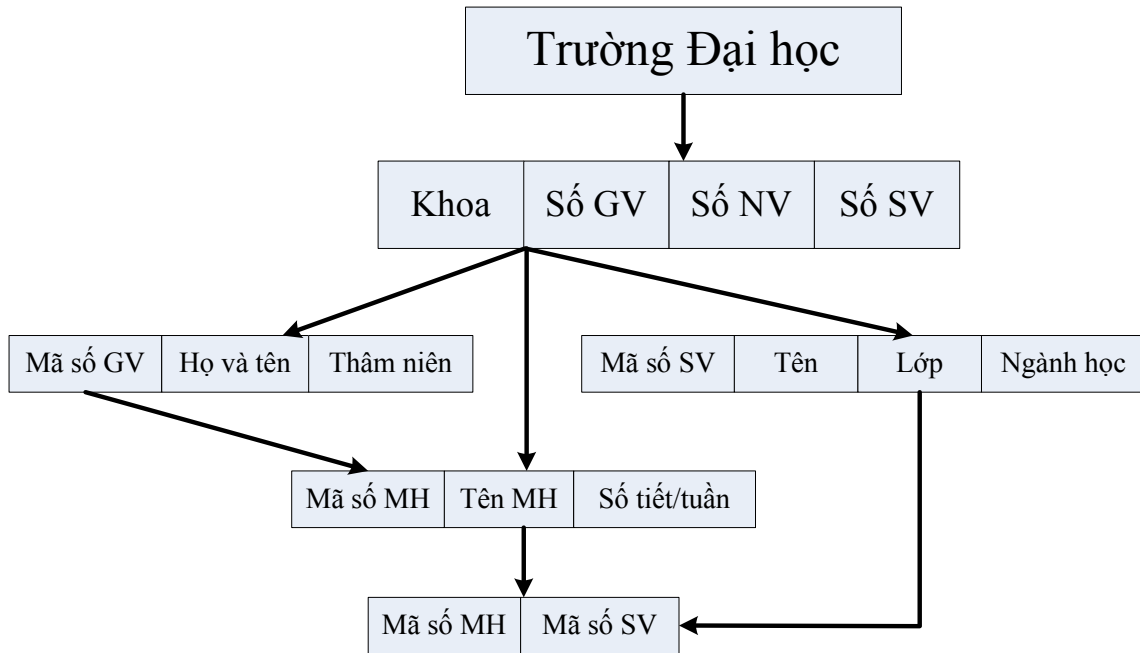 Trường Đại học
Khoa Số GV Số NV Số SV
Mã số GV Họ và tên Thâm niên
Mã số SV Tên Lớp Ngành học
Mã số MH Tên MH Số tiết/tuần
Mã số MH Mã số SV